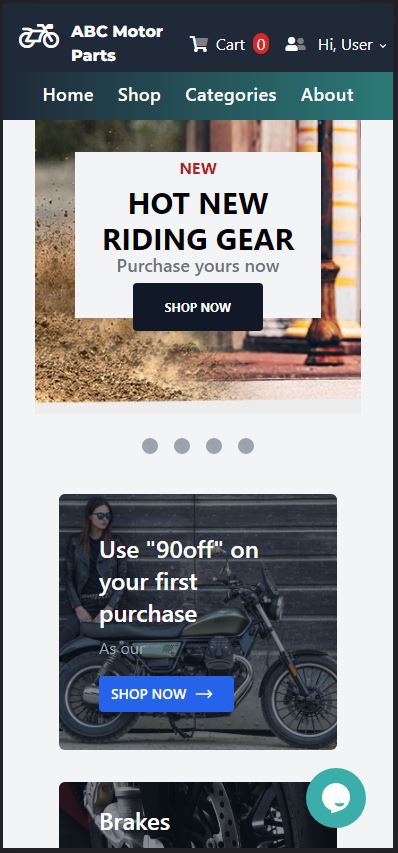 ABC Motor
Parts
Cart 0
Hi, User
Home Shop Categories About
NEW
HOT NEW
RIDING GEAR
Purchase yours now
SHOP NOW
Use "90off" on
your first
purchase
As our
SHOP NOW
Brakes